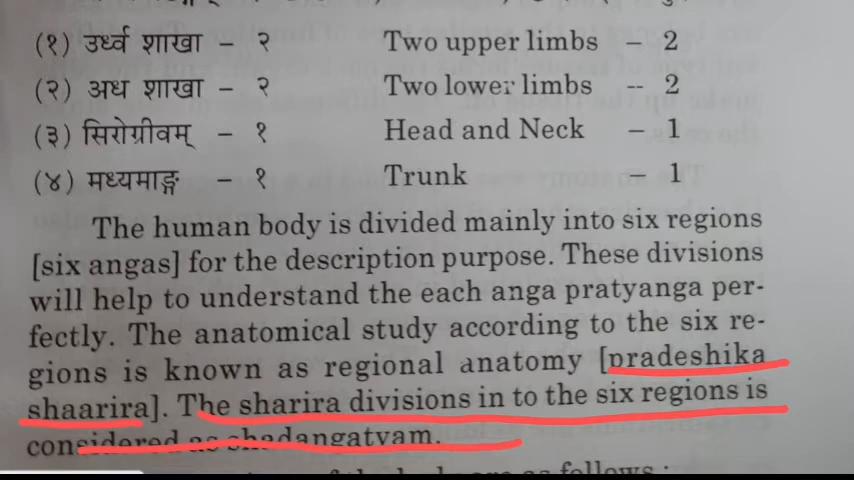 (१) उर्ध्व शाखा – २ Two upper limbs – 2
(२) अध शाखा – २ Two lower limbs – 2
(३) सिरोग्रीवम् – १ Head and Neck – 1
(४) मध्यमाङ्ग – १ Trunk – 1
The human body is divided mainly into six regions
[six angas] for the description purpose. These divisions
will help to understand the each anga pratyanga per-
fectly. The anatomical study according to the six re-
gions is known as regional anatomy [pradeshika
shaarira]. The sharira divisions in to the six regions is
considered as shadangatvam.
as follows :